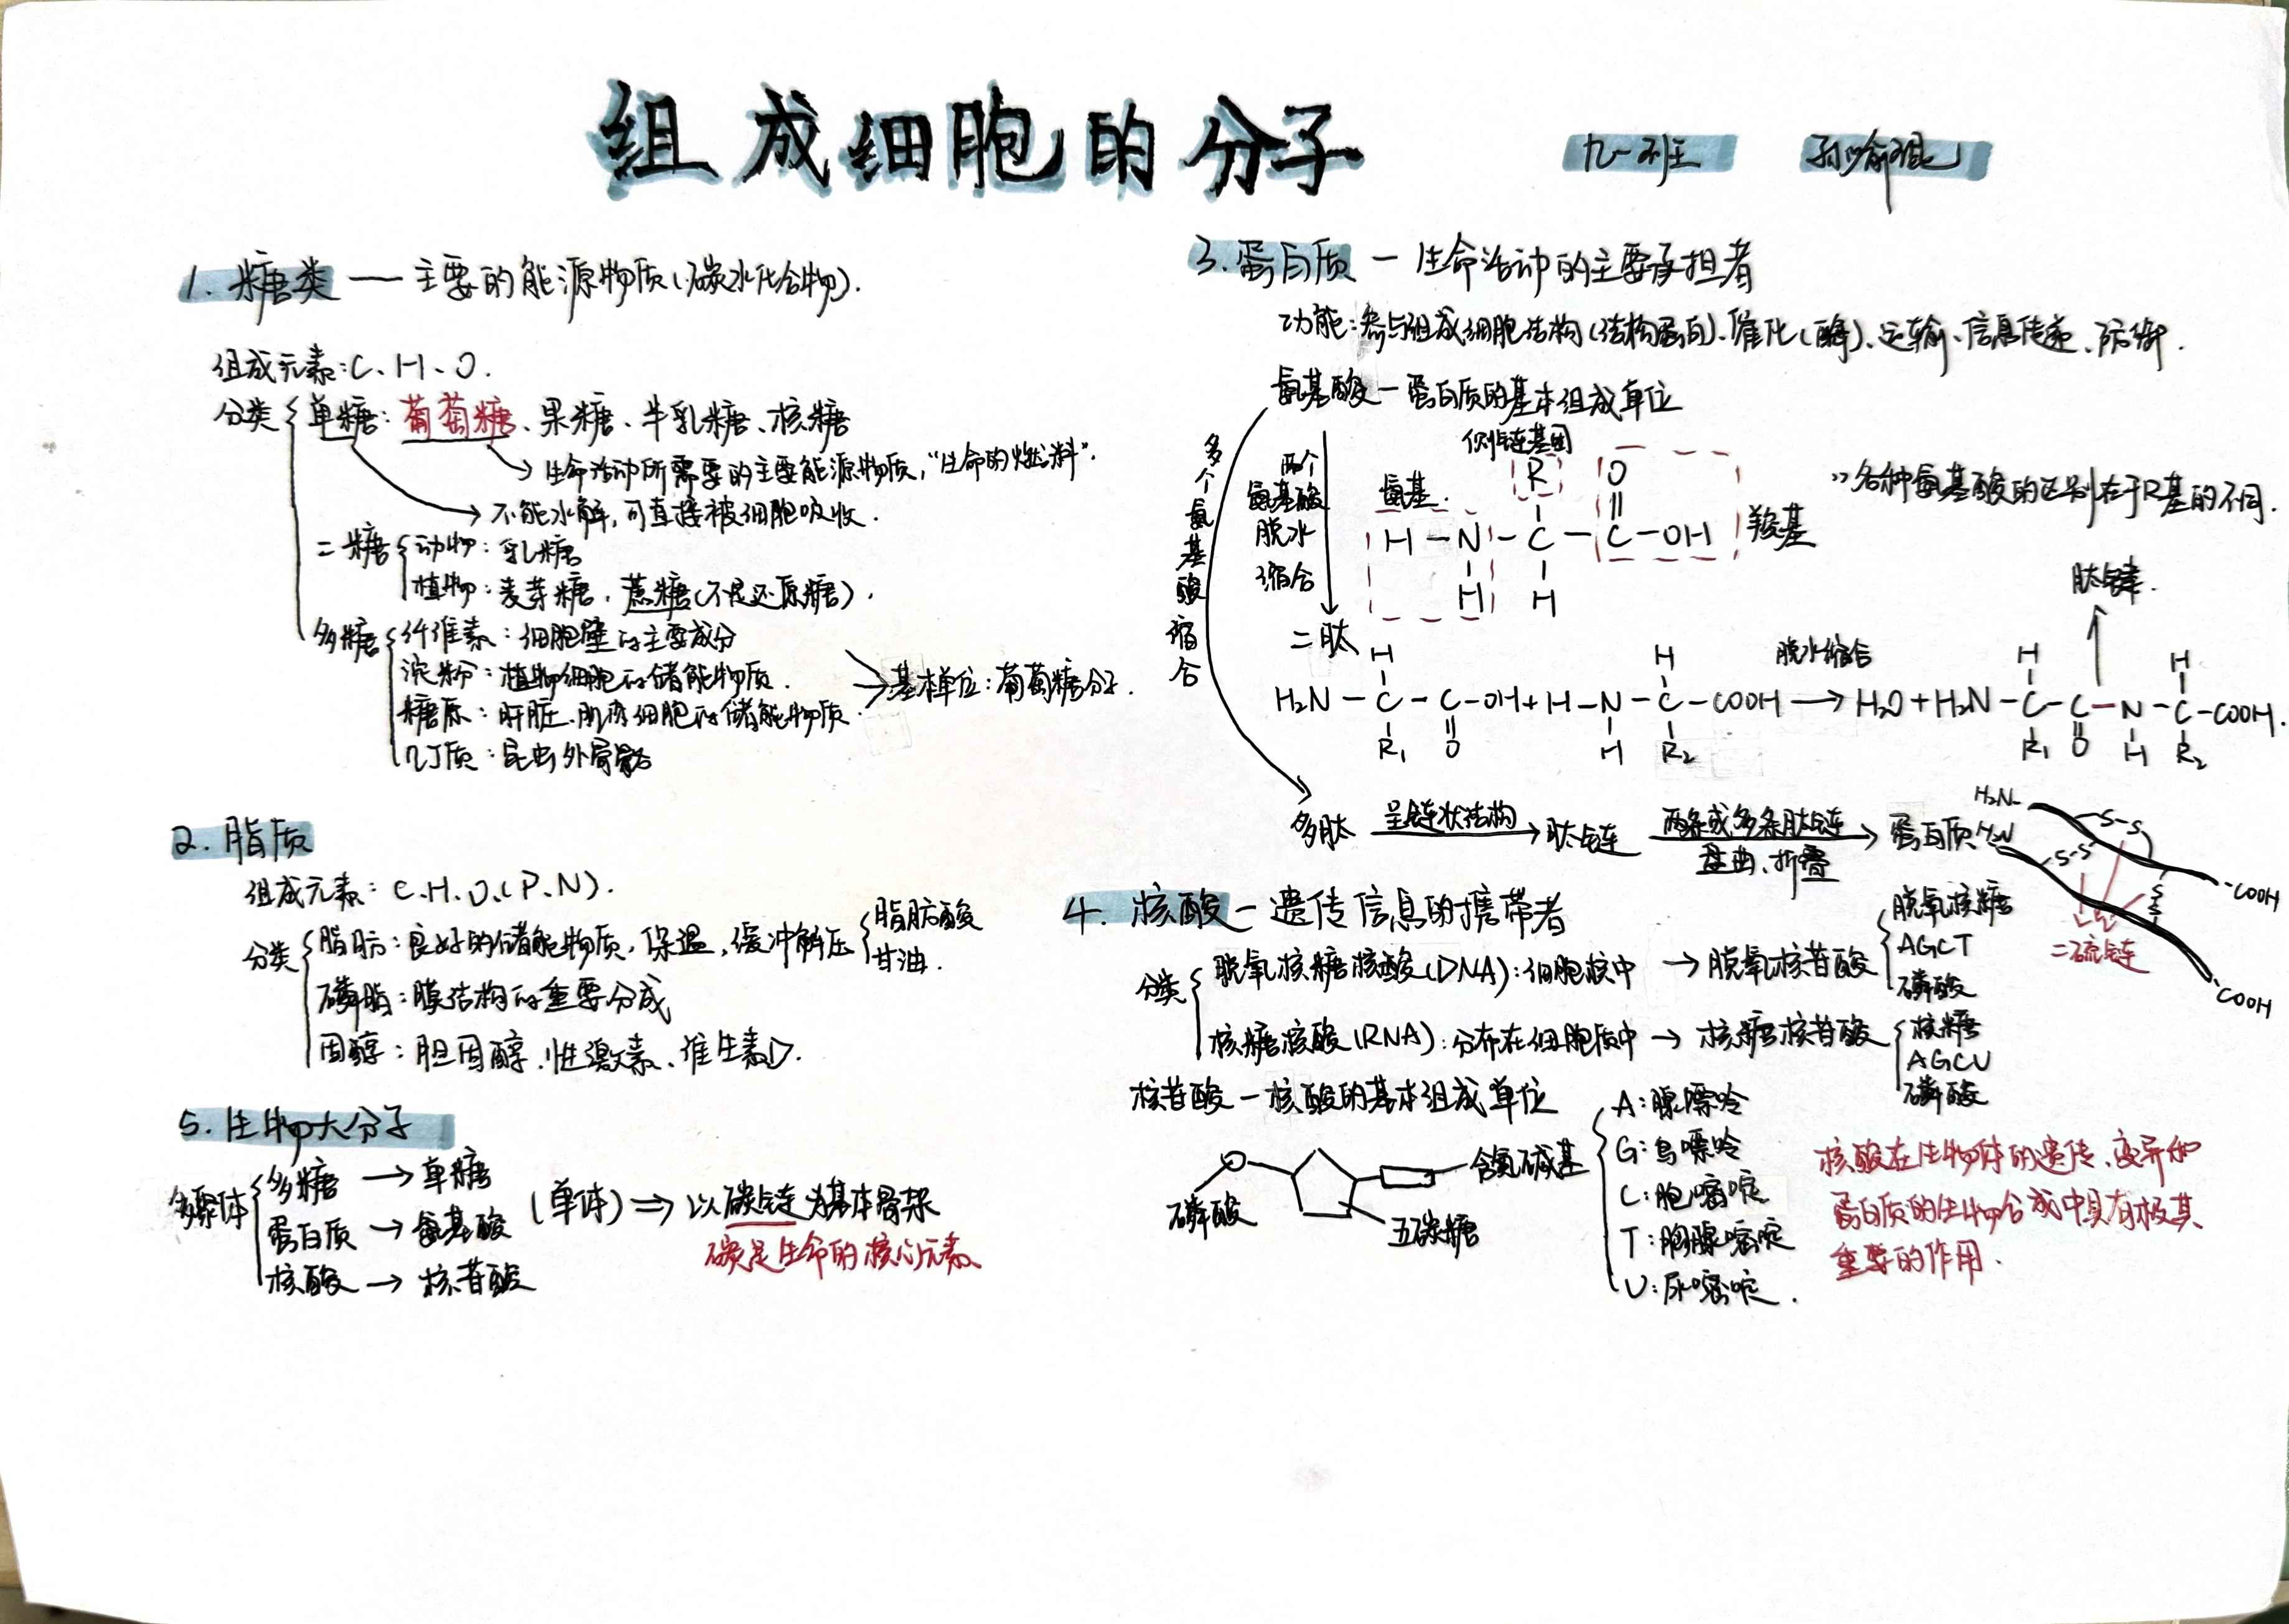 组成细胞的分子
九一班 孙喻琨
1. 糖类 — 主要的能源物质(碳水化合物).
组成元素:C、H、O.
分类 单糖:葡萄糖、果糖、半乳糖、核糖
→ 生命活动所需要的主要能源物质,“生命的燃料”.
→ 不能水解,可直接被细胞吸收.
二糖 动物:乳糖
植物:麦芽糖,蔗糖(不是还原糖).
多糖 纤维素:细胞壁的主要成分
淀粉:植物细胞的储能物质.
糖原:肝脏、肌肉细胞的储能物质.
→ 基本单位:葡萄糖分子.
几丁质:昆虫外骨骼
2. 脂质
组成元素:C、H、O、(P、N).
分类 脂肪:良好的储能物质,保温,缓冲解压 脂肪酸
甘油.
磷脂:膜结构的重要分成
固醇:胆固醇、性激素、维生素D.
5. 生物大分子
多聚体 多糖 → 单糖
蛋白质 → 氨基酸
核酸 → 核苷酸
(单体) ⇒ 以碳链为基本骨架
碳是生命的核心元素
3. 蛋白质 — 生命活动的主要承担者
功能:参与组成细胞结构(结构蛋白)、催化(酶)、运输、信息传递、防御.
氨基酸 — 蛋白质的基本组成单位
多个氨基酸缩合
两个
氨基酸
脱水
缩合
侧链基团
氨基.
R O
H — N — C — C — OH
H H
羧基
各种氨基酸的区别在于R基的不同.
肽键.
二肽
脱水缩合
H H H H
H₂N — C — C — OH + H — N — C — COOH → H₂O + H₂N — C — C — N — C — COOH.
R₁ O H R₂ R₁ O H R₂
多肽 呈链状结构 → 肽链 两条或多条肽链 → 蛋白质
盘曲、折叠
H₂N-
H₂N
-S-S-
-S-S-
S
S
-COOH
-COOH
二硫链
4. 核酸 — 遗传信息的携带者
分类 脱氧核糖核酸(DNA):细胞核中 → 脱氧核苷酸 脱氧核糖
AGCT
磷酸
核糖核酸(RNA):分布在细胞质中 → 核糖核苷酸 核糖
AGCU
磷酸
核苷酸 — 核酸的基本组成单位
磷酸
五碳糖
含氮碱基
A:腺嘌呤
G:鸟嘌呤
C:胞嘧啶
T:胸腺嘧啶
U:尿嘧啶.
核酸在生物体的遗传、变异和
蛋白质的生物合成中具有极其
重要的作用.